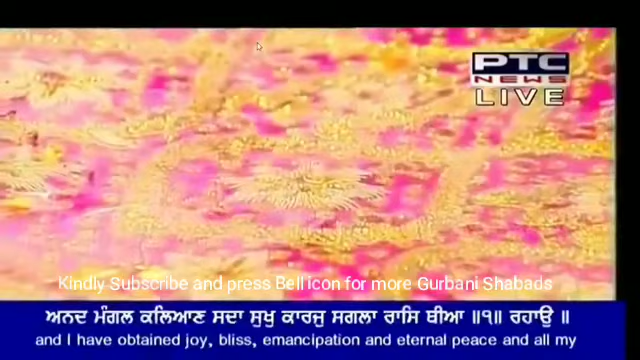 PTC
NEWS
LIVE
Kindly Subscribe and press Bell icon for more Gurbani Shabads
ਅਨਦ ਮੰਗਲ ਕਲਿਆਣ ਸਦਾ ਸੁਖੁ ਕਾਰਜੁ ਸਗਲਾ ਰਾਸਿ ਥੀਆ ॥੧॥ ਰਹਾਉ ॥
and I have obtained joy, bliss, emancipation and eternal peace and all my